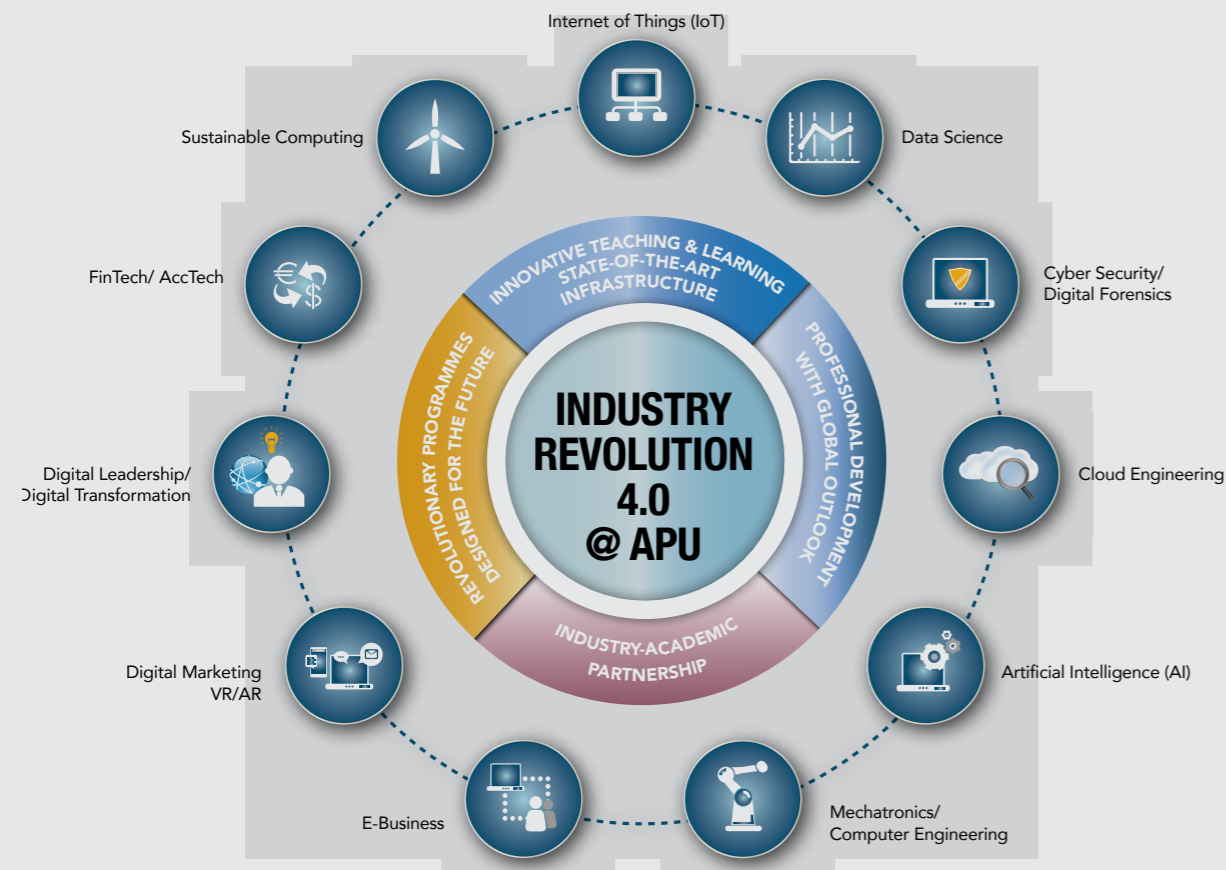 Internet of Things (IoT)
Sustainable Computing
Data Science
FinTech/ AccTech
Cyber Security/
Digital Forensics
INNOVATIVE TEACHING & LEARNING
STATE-OF-THE-ART
INFRASTRUCTURE
REVOLUTIONARY PROGRAMMES
DESIGNED FOR THE FUTURE
INDUSTRY
REVOLUTION
4.0
@ APU
PROFESSIONAL DEVELOPMENT
WITH GLOBAL OUTLOOK
INDUSTRY-ACADEMIC
PARTNERSHIP
Digital Leadership/
Digital Transformation
Cloud Engineering
Digital Marketing
VR/AR
Artificial Intelligence (AI)
E-Business
Mechatronics/
Computer Engineering